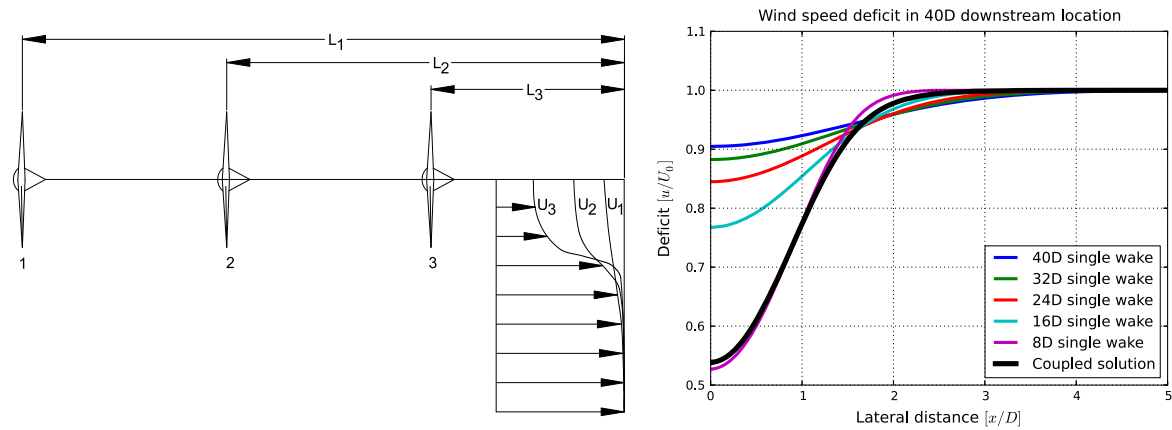 L1
L2
L3
U3 U2 U1
1 2 3
Wind speed deficit in 40D downstream location
1.1
1.0
0.9
0.8
0.7
0.6
0.5
Deficit [u/U0]
40D single wake
32D single wake
24D single wake
16D single wake
8D single wake
Coupled solution
0 1 2 3 4 5
Lateral distance [x/D]